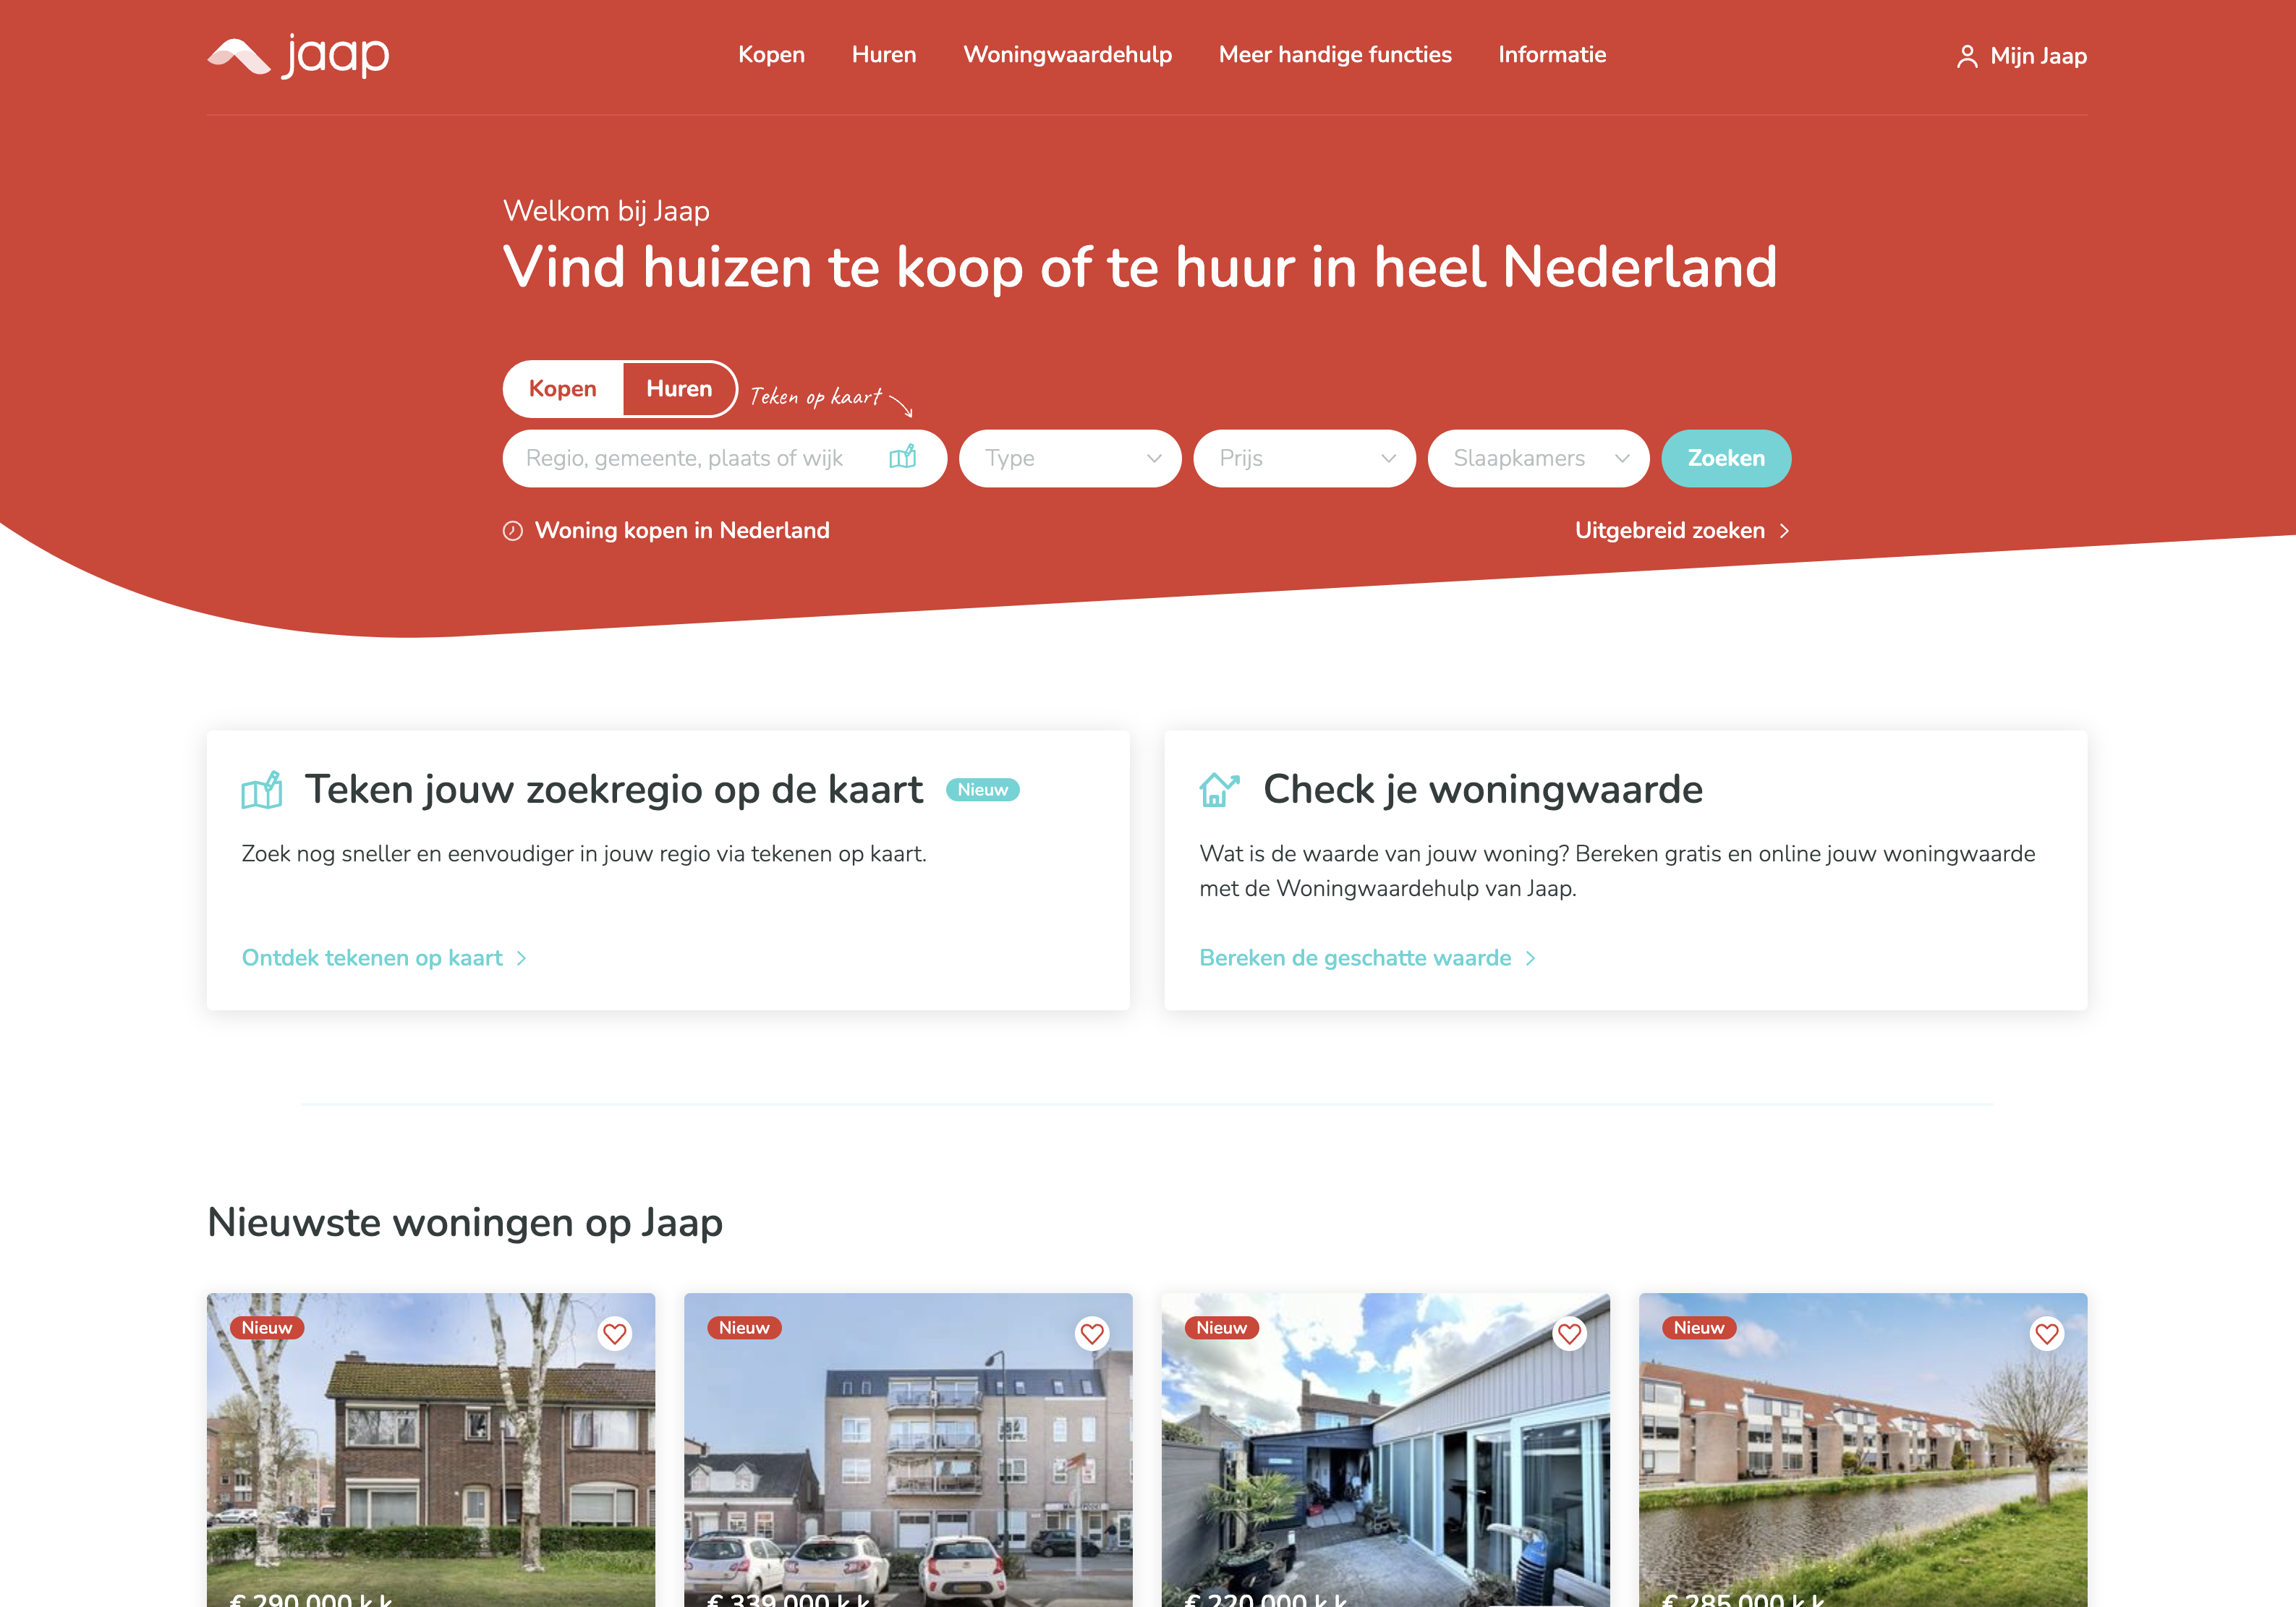 jaap
Kopen Huren Woningwaardehulp Meer handige functies Informatie
Mijn Jaap
Welkom bij Jaap
Vind huizen te koop of te huur in heel Nederland
Kopen Huren Teken op kaart
Regio, gemeente, plaats of wijk Type Prijs Slaapkamers Zoeken
Woning kopen in Nederland Uitgebreid zoeken
Teken jouw zoekregio op de kaart Nieuw
Zoek nog sneller en eenvoudiger in jouw regio via tekenen op kaart.
Ontdek tekenen op kaart
Check je woningwaarde
Wat is de waarde van jouw woning? Bereken gratis en online jouw woningwaarde
met de Woningwaardehulp van Jaap.
Bereken de geschatte waarde
Nieuwste woningen op Jaap
Nieuw Nieuw Nieuw Nieuw
€ 290.000 k.k. € 339.000 k.k. € 220.000 k.k. € 285.000 k.k.